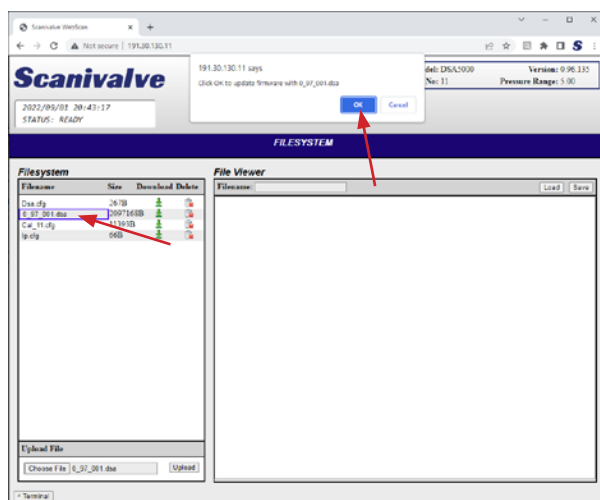 Scanivalve WebScan
Not secure | 191.30.130.11
191.30.130.11 says
Click OK to update firmware with 0_97_001.dsa
OK Cancel
Scanivalve
del: DSA5000 Version: 0.96.135
No: 11 Pressure Range: 5.00
2022/09/01 20:43:17
STATUS: READY
FILESYSTEM
Filesystem
Filename Size Download Delete
Dsa.cfg 267B
0_97_001.dsa 2097168B
Cal_11.cfg 11393B
Ip.cfg 66B
Upload File
Choose File 0_97_001.dsa Upload
^ Terminal
File Viewer
Filename: Load Save